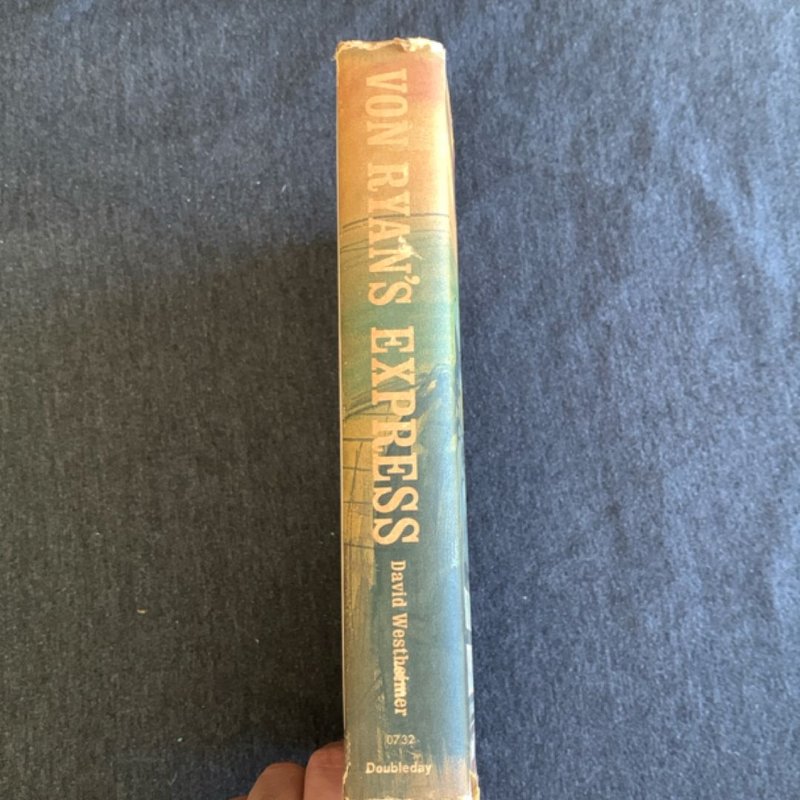 VON RYAN'S EXPRESS
David Westheimer
0732
Doubleday